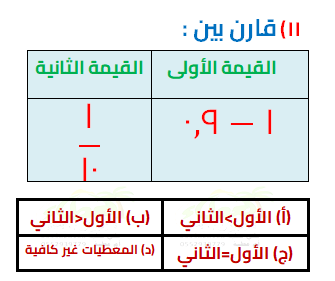 ١١) قارن بين :
القيمة الأولى القيمة الثانية
١ – ٠,٩
١
١٠
(أ) الأول>الثاني (ب) الأول<الثاني
(ج) الأول=الثاني (د) المعطيات غير كافية